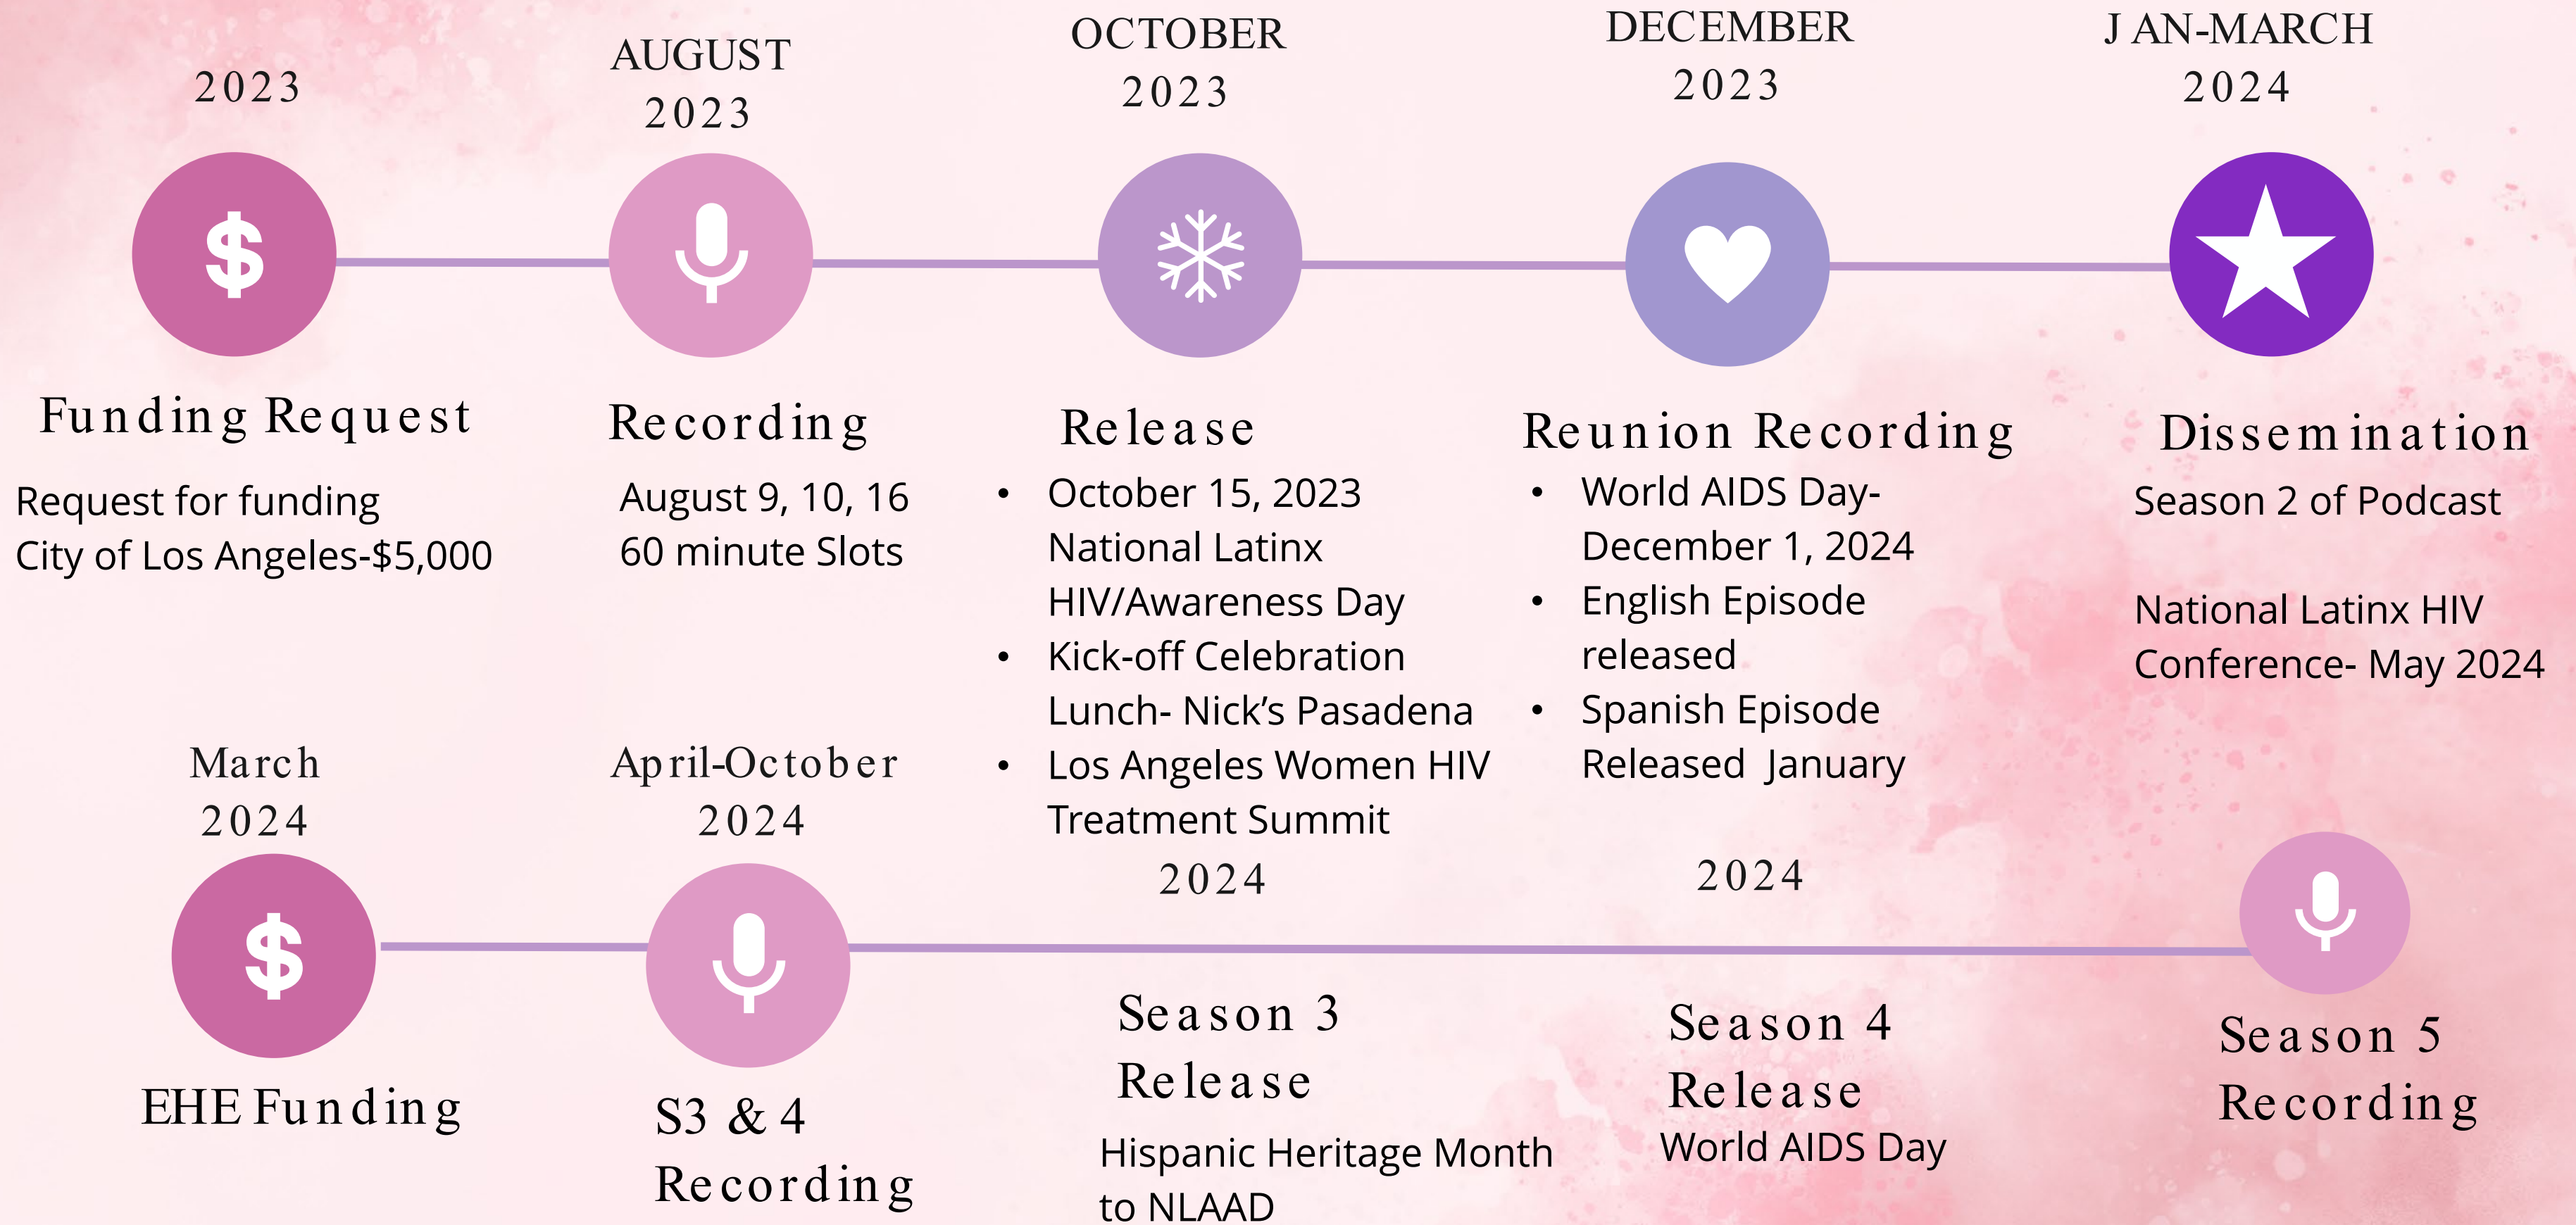 2023
Funding Request
Request for funding
City of Los Angeles-$5,000
AUGUST
2023
Recording
August 9, 10, 16
60 minute Slots
OCTOBER
2023
Release
• October 15, 2023
National Latinx
HIV/Awareness Day
• Kick-off Celebration
Lunch- Nick’s Pasadena
• Los Angeles Women HIV
Treatment Summit
DECEMBER
2023
Reunion Recording
• World AIDS Day-
December 1, 2024
• English Episode
released
• Spanish Episode
Released January
JAN-MARCH
2024
Dissemination
Season 2 of Podcast
National Latinx HIV
Conference- May 2024
March
2024
EHE Funding
April-October
2024
S3 & 4
Recording
2024
Season 3
Release
Hispanic Heritage Month
to NLAAD
2024
Season 4
Release
World AIDS Day
Season 5
Recording